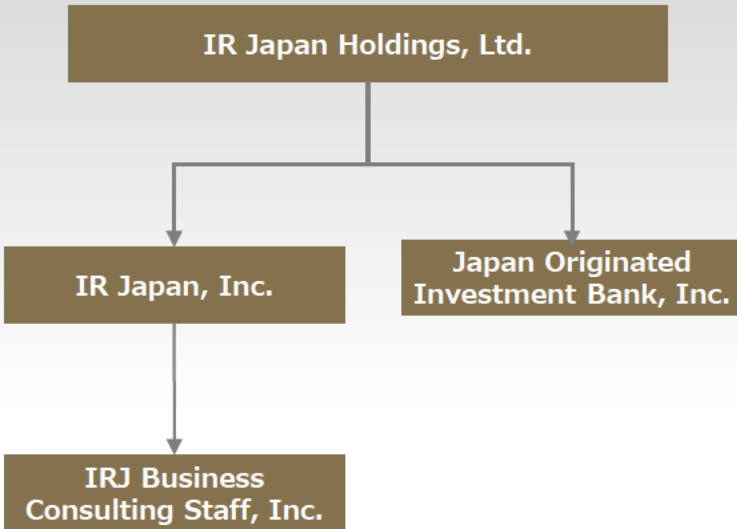 IR Japan Holdings, Ltd.
IR Japan, Inc.
Japan Originated
Investment Bank, Inc.
IRJ Business
Consulting Staff, Inc.